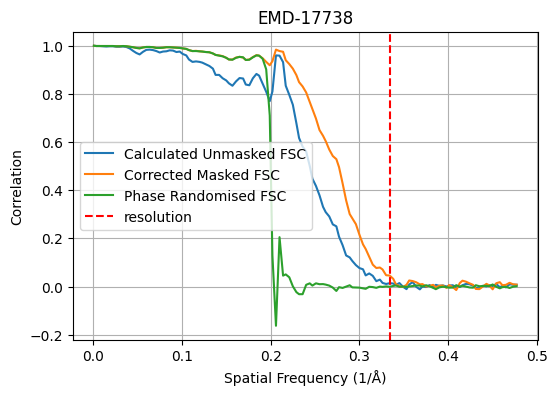 EMD-17738
1.0
0.8
0.6
0.4
0.2
0.0
−0.2
Correlation
Calculated Unmasked FSC
Corrected Masked FSC
Phase Randomised FSC
resolution
0.0 0.1 0.2 0.3 0.4 0.5
Spatial Frequency (1/Å)